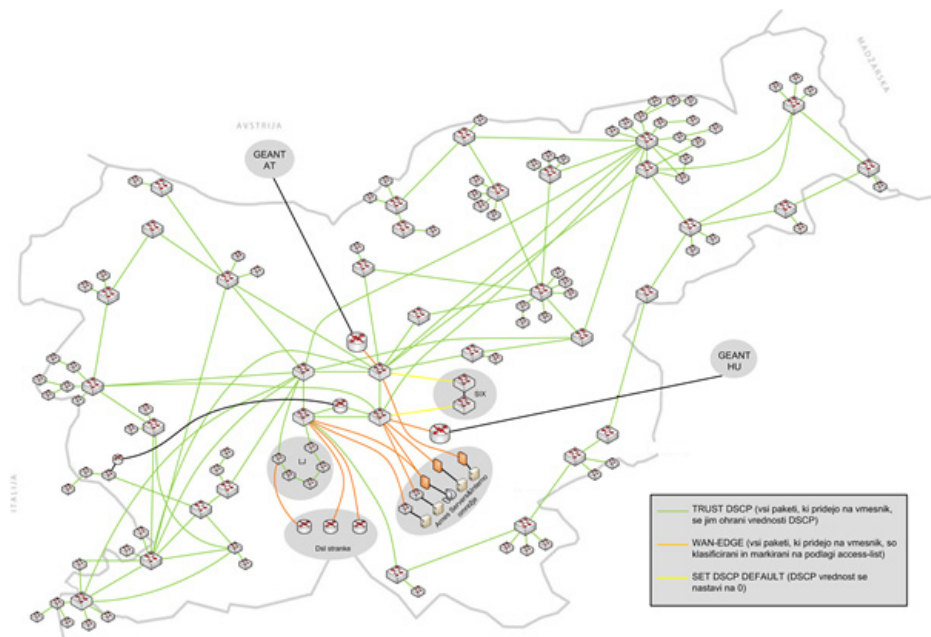 MADŽARSKA
AVSTRIJA
GEANT
AT
GEANT
HU
SIX
ITALIJA
Dsl stranke
omrežje
TRUST DSCP (vsi paketi, ki pridejo na vmesnik,
se jim ohrani vrednosti DSCP)
WAN-EDGE (vsi paketi, ki pridejo na vmesnik, so
klasificirani in markirani na podlagi access-list)
SET DSCP DEFAULT (DSCP vrednost se
nastavi na 0)